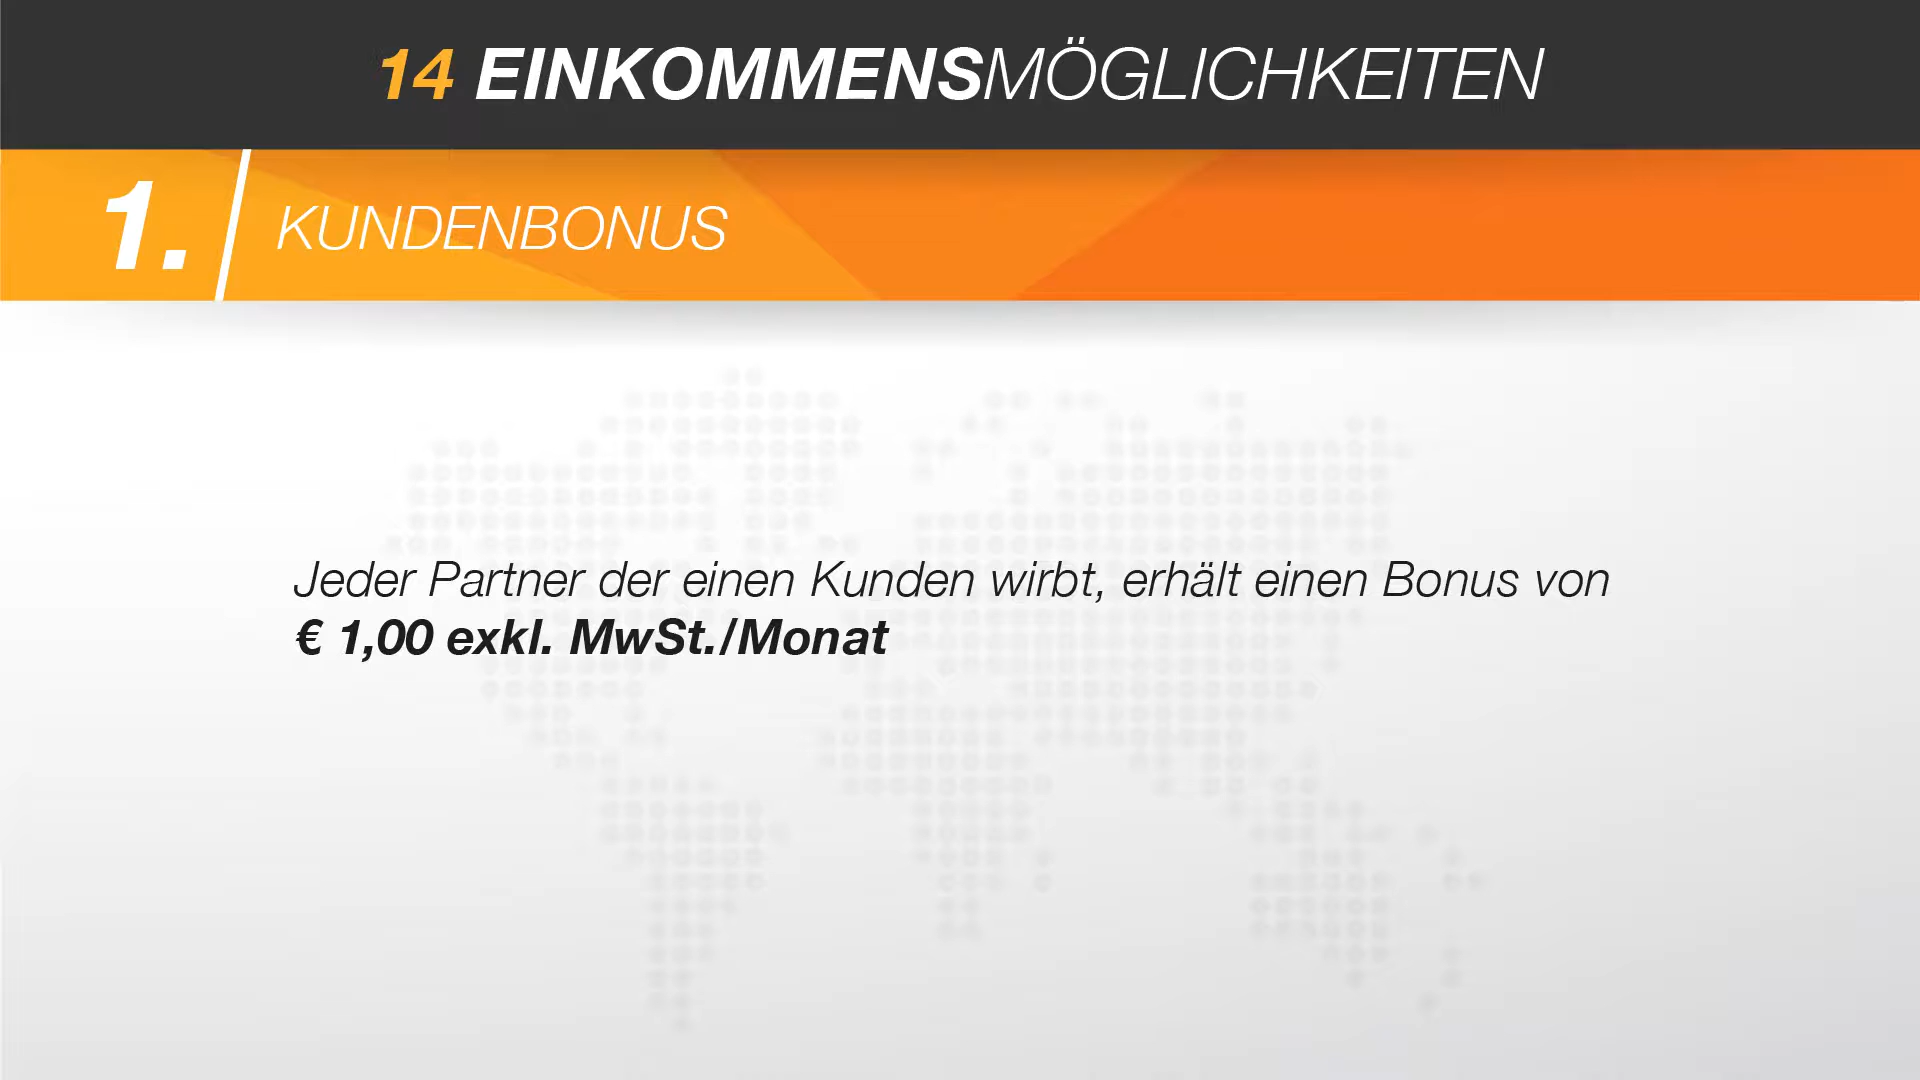 14 EINKOMMENSMÖGLICHKEITEN
1. KUNDENBONUS
Jeder Partner der einen Kunden wirbt, erhält einen Bonus von
€ 1,00 exkl. MwSt./Monat